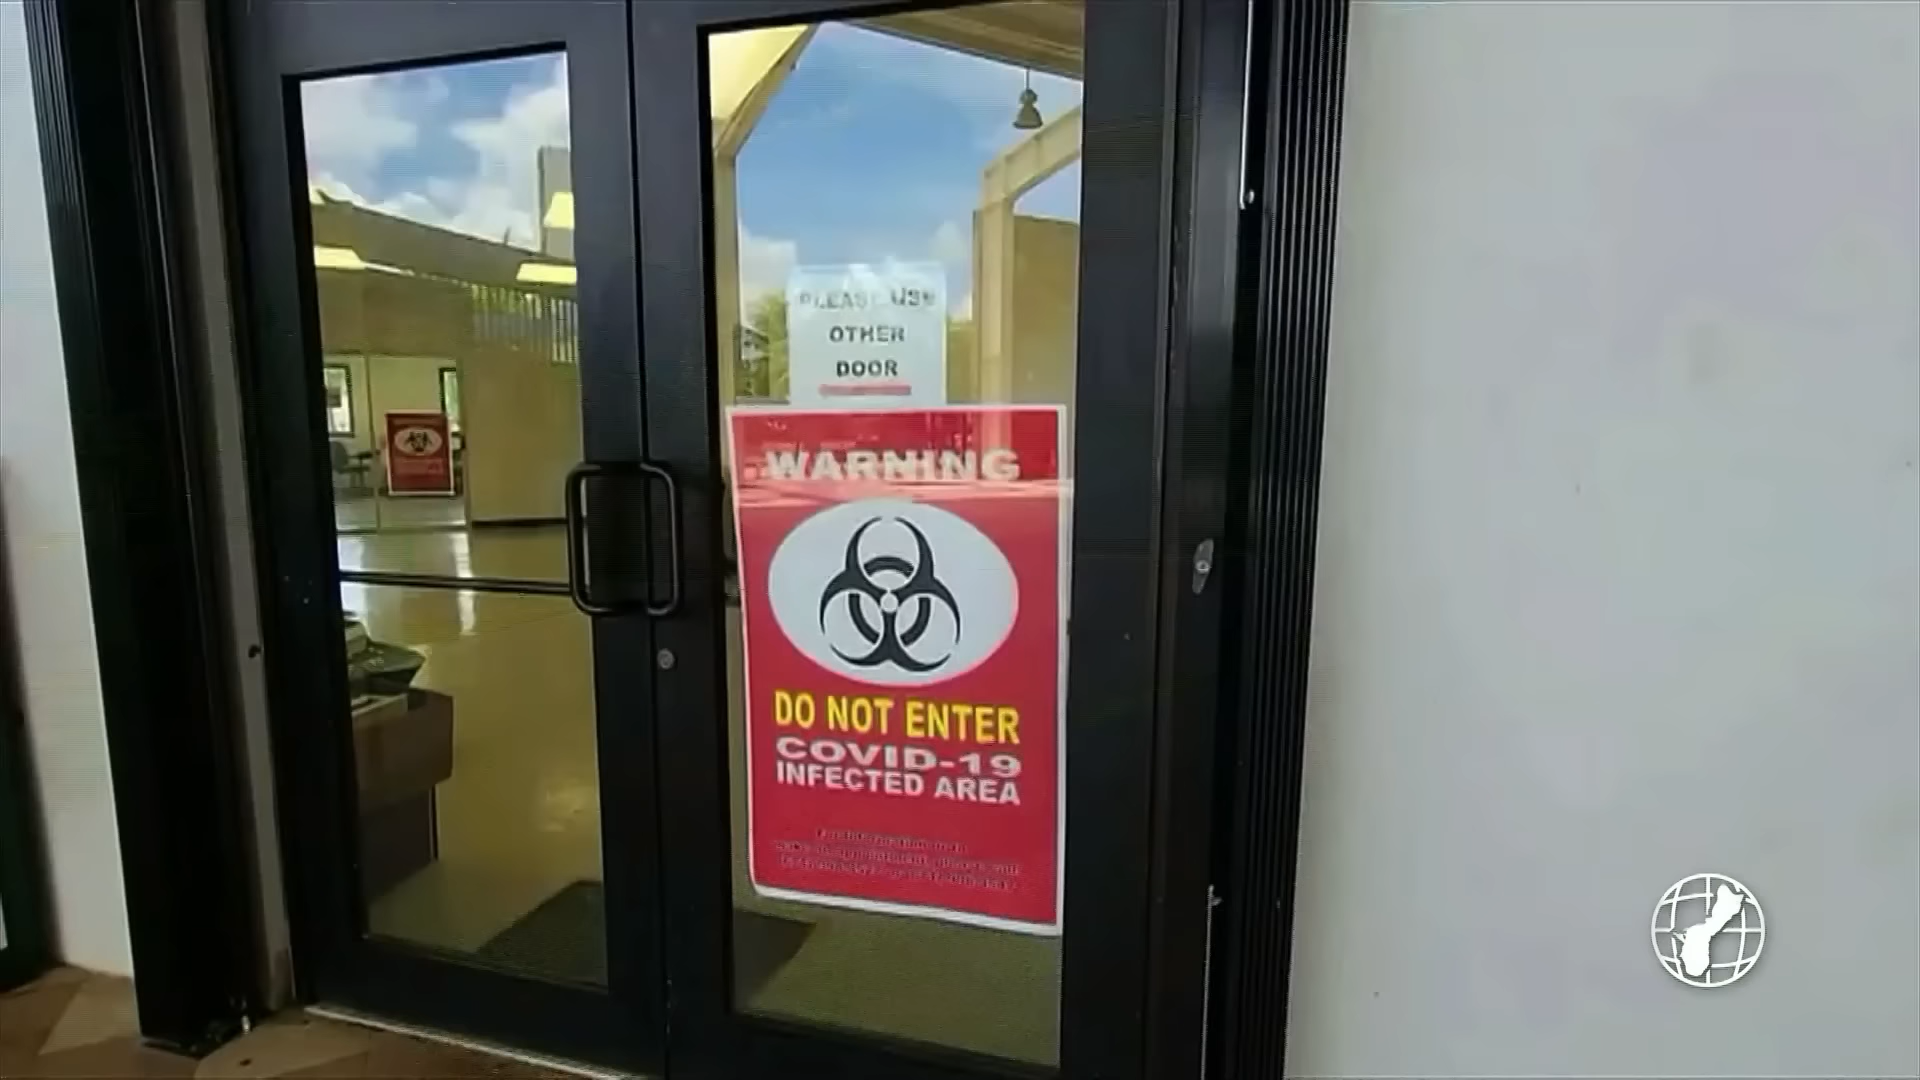 PLEASE USE
OTHER
DOOR
WARNING
DO NOT ENTER
COVID-19
INFECTED AREA